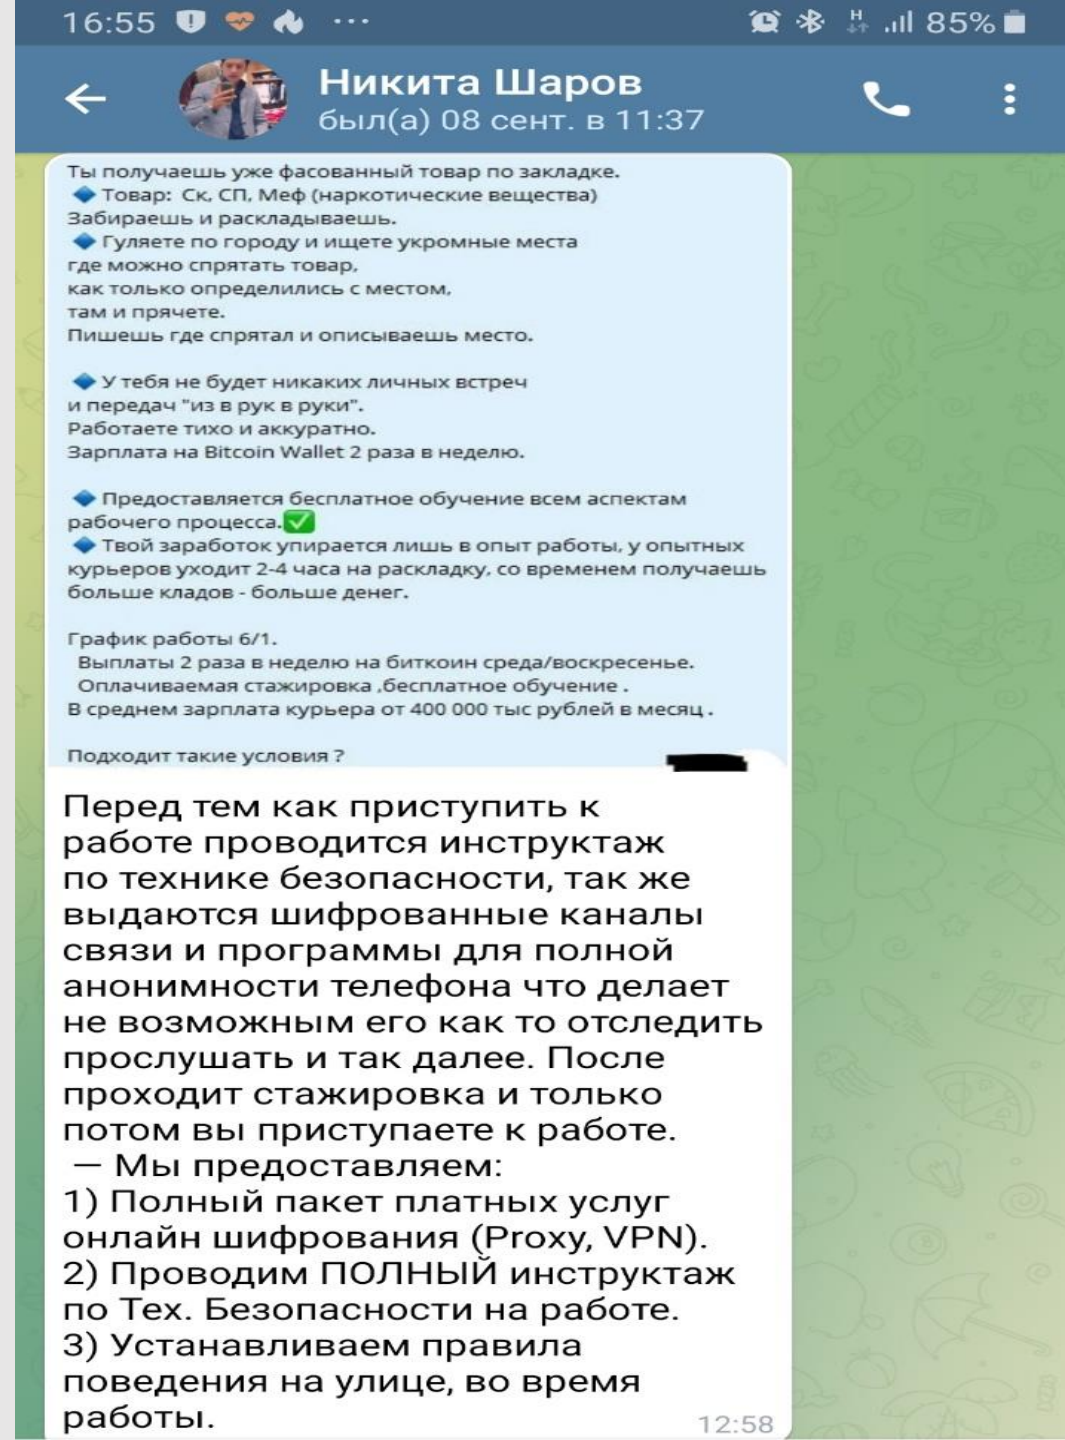 16:55 ... 85%
Никита Шаров
был(а) 08 сент. в 11:37
Ты получаешь уже фасованный товар по закладке.
Товар: Ск, СП, Меф (наркотические вещества)
Забираешь и раскладываешь.
Гуляете по городу и ищете укромные места
где можно спрятать товар,
как только определились с местом,
там и прячете.
Пишешь где спрятал и описываешь место.
У тебя не будет никаких личных встреч
и передач "из в рук в руки".
Работаете тихо и аккуратно.
Зарплата на Bitcoin Wallet 2 раза в неделю.
Предоставляется бесплатное обучение всем аспектам
рабочего процесса.✅
Твой заработок упирается лишь в опыт работы, у опытных
курьеров уходит 2-4 часа на раскладку, со временем получаешь
больше кладов - больше денег.
График работы 6/1.
Выплаты 2 раза в неделю на биткоин среда/воскресенье.
Оплачиваемая стажировка ,бесплатное обучение .
В среднем зарплата курьера от 400 000 тыс рублей в месяц .
Подходит такие условия ?
Перед тем как приступить к
работе проводится инструктаж
по технике безопасности, так же
выдаются шифрованные каналы
связи и программы для полной
анонимности телефона что делает
не возможным его как то отследить
прослушать и так далее. После
проходит стажировка и только
потом вы приступаете к работе.
— Мы предоставляем:
1) Полный пакет платных услуг
онлайн шифрования (Proxy, VPN).
2) Проводим ПОЛНЫЙ инструктаж
по Тех. Безопасности на работе.
3) Устанавливаем правила
поведения на улице, во время
работы.
12:58